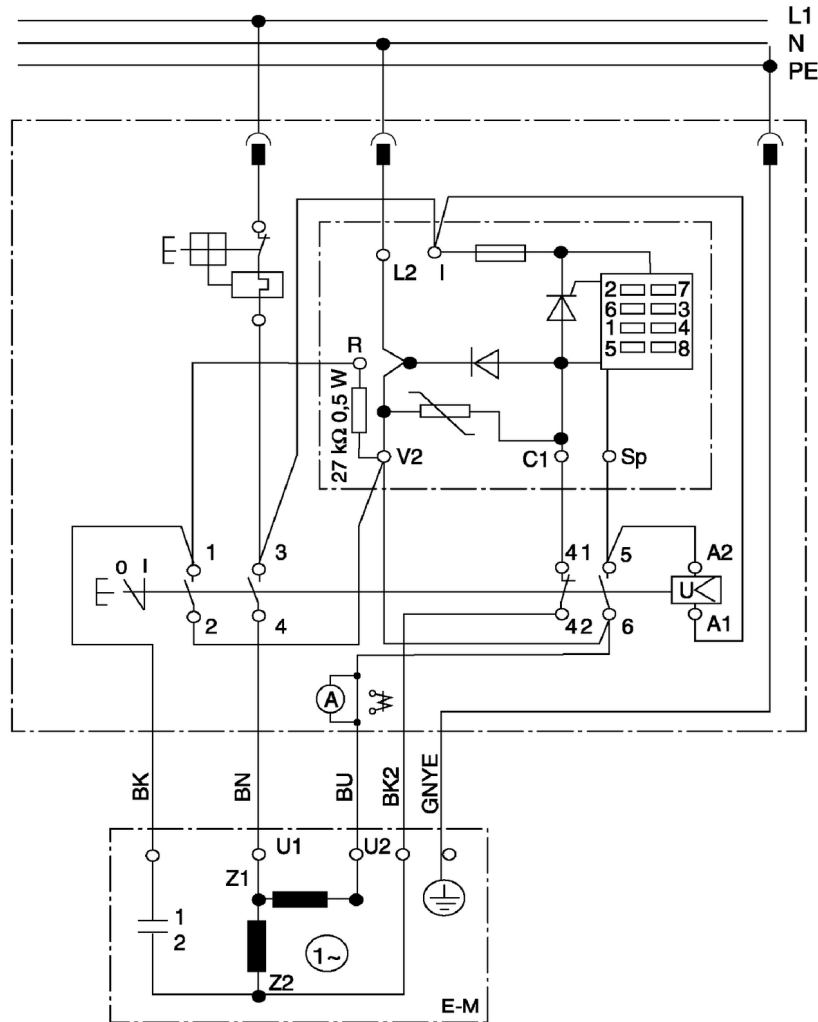 L1
N
PE
L2
I
2 7
6 3
1 4
5 8
R
27 kΩ 0,5 W
V2
C1
Sp
0 I
1
3
41
5
A2
U<
2
4
42
6
A1
A
BK
BN
BU
BK2
GNYE
U1
U2
Z1
1
2
1~
Z2
E-M